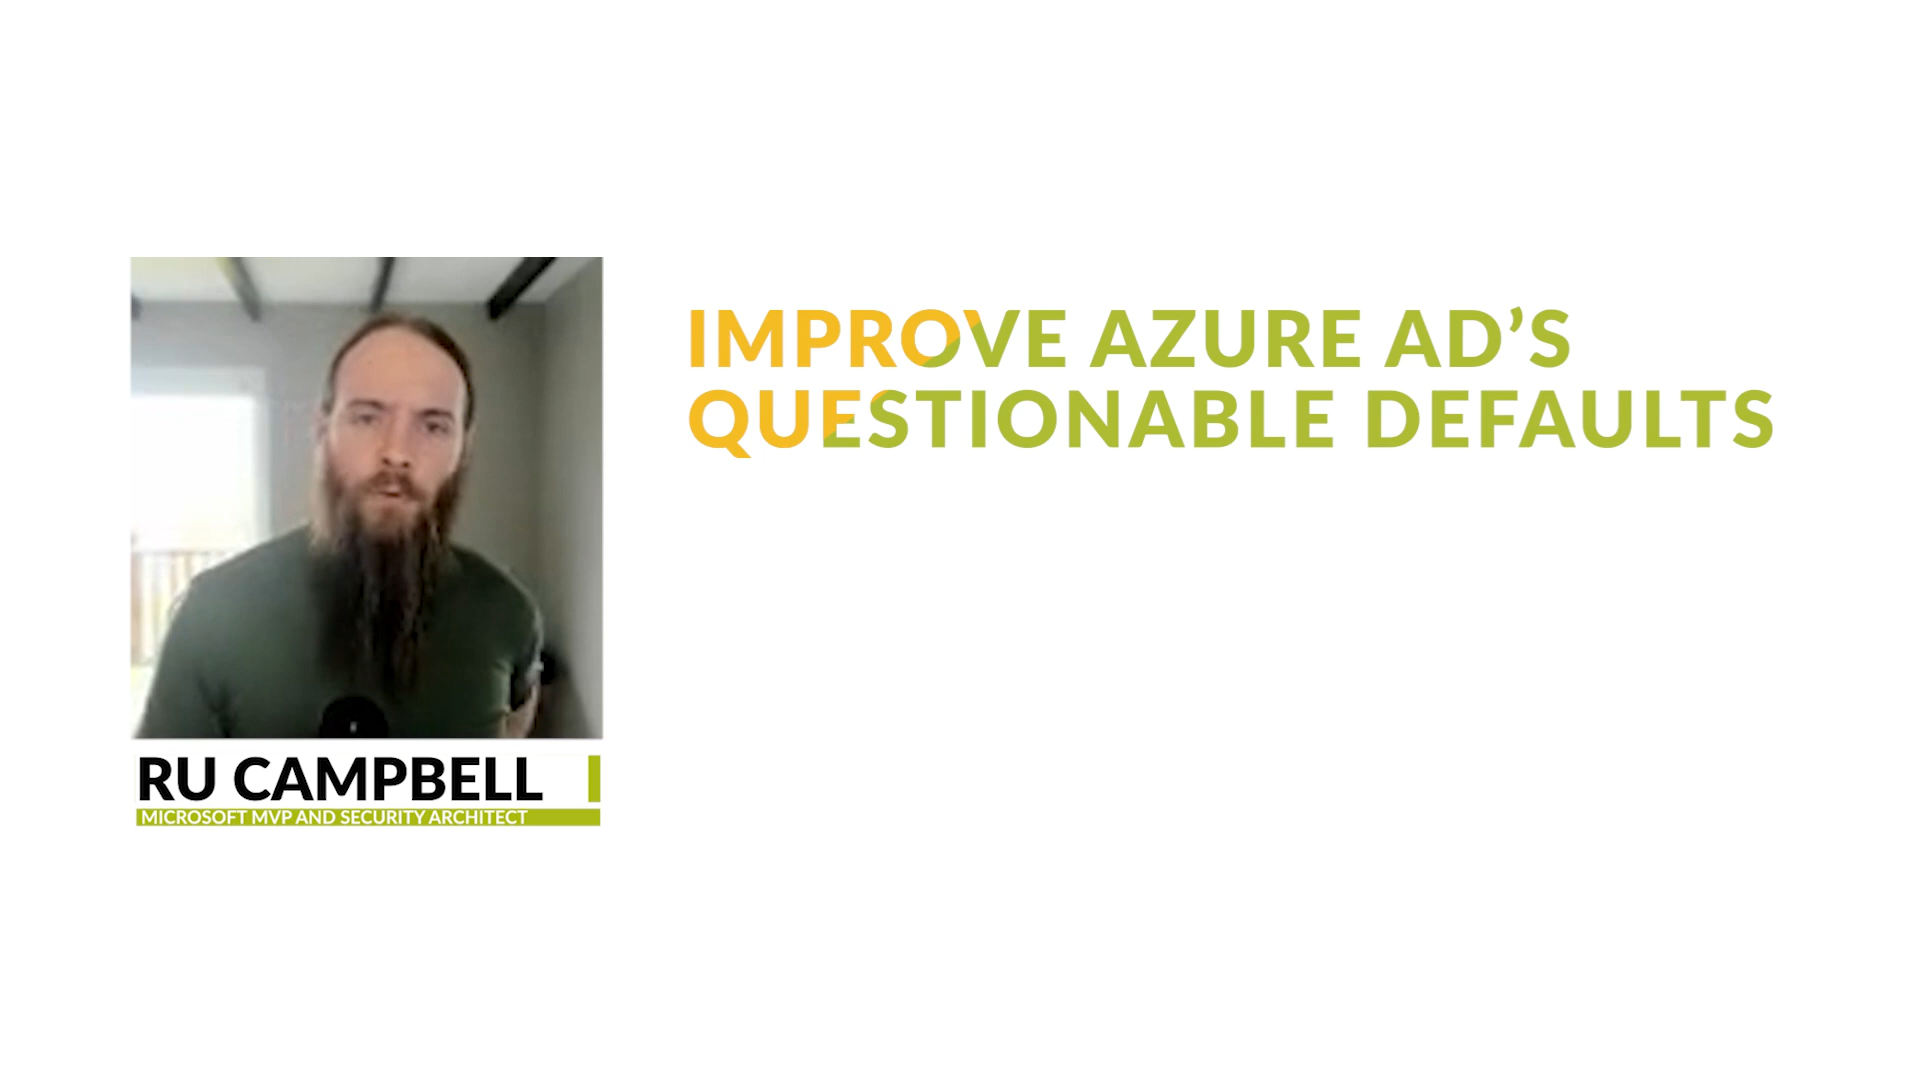 IMPROVE AZURE AD’S
QUESTIONABLE DEFAULTS
RU CAMPBELL
MICROSOFT MVP AND SECURITY ARCHITECT